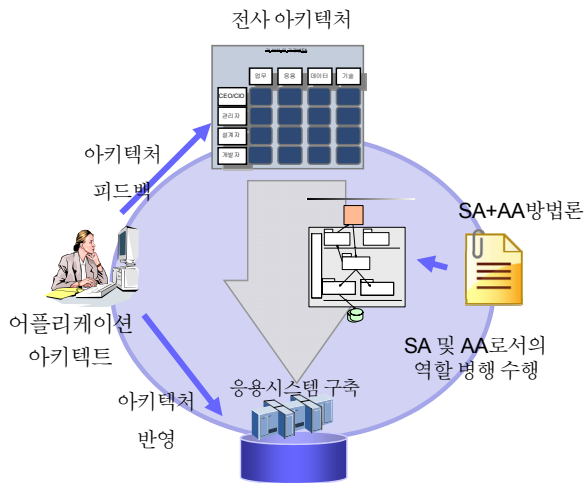 전사 아키텍처
업무 응용 데이터 기술
CEO/CIO
관리자
설계자
개발자
아키텍처
피드백
SA+AA방법론
어플리케이션
아키텍트
SA 및 AA로서의
역할 병행 수행
아키텍처
반영
응용시스템 구축